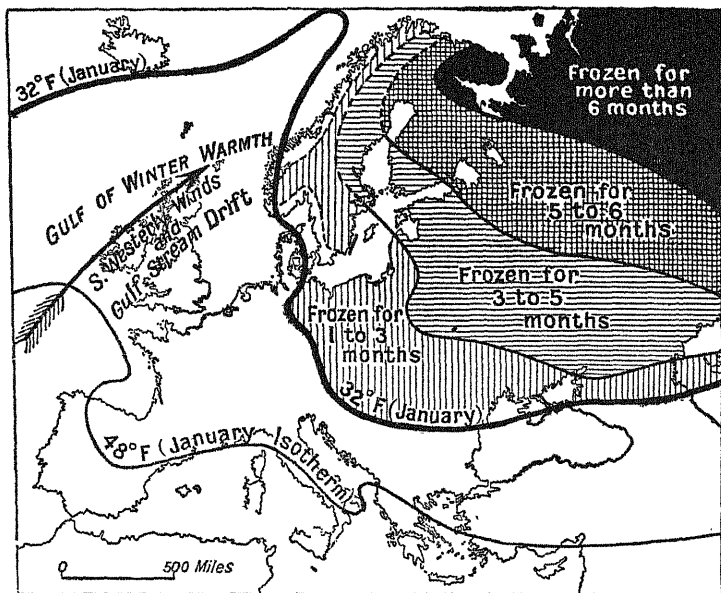 32°F (January)
Frozen for
more than
6 months
GULF OF WINTER WARMTH
S. Westerly Winds
and
Gulf Stream Drift
Frozen for
5 to 6
months
Frozen for
3 to 5
months
Frozen for
1 to 3
months
32°F (January)
48°F (January Isotherm)
0 500 Miles